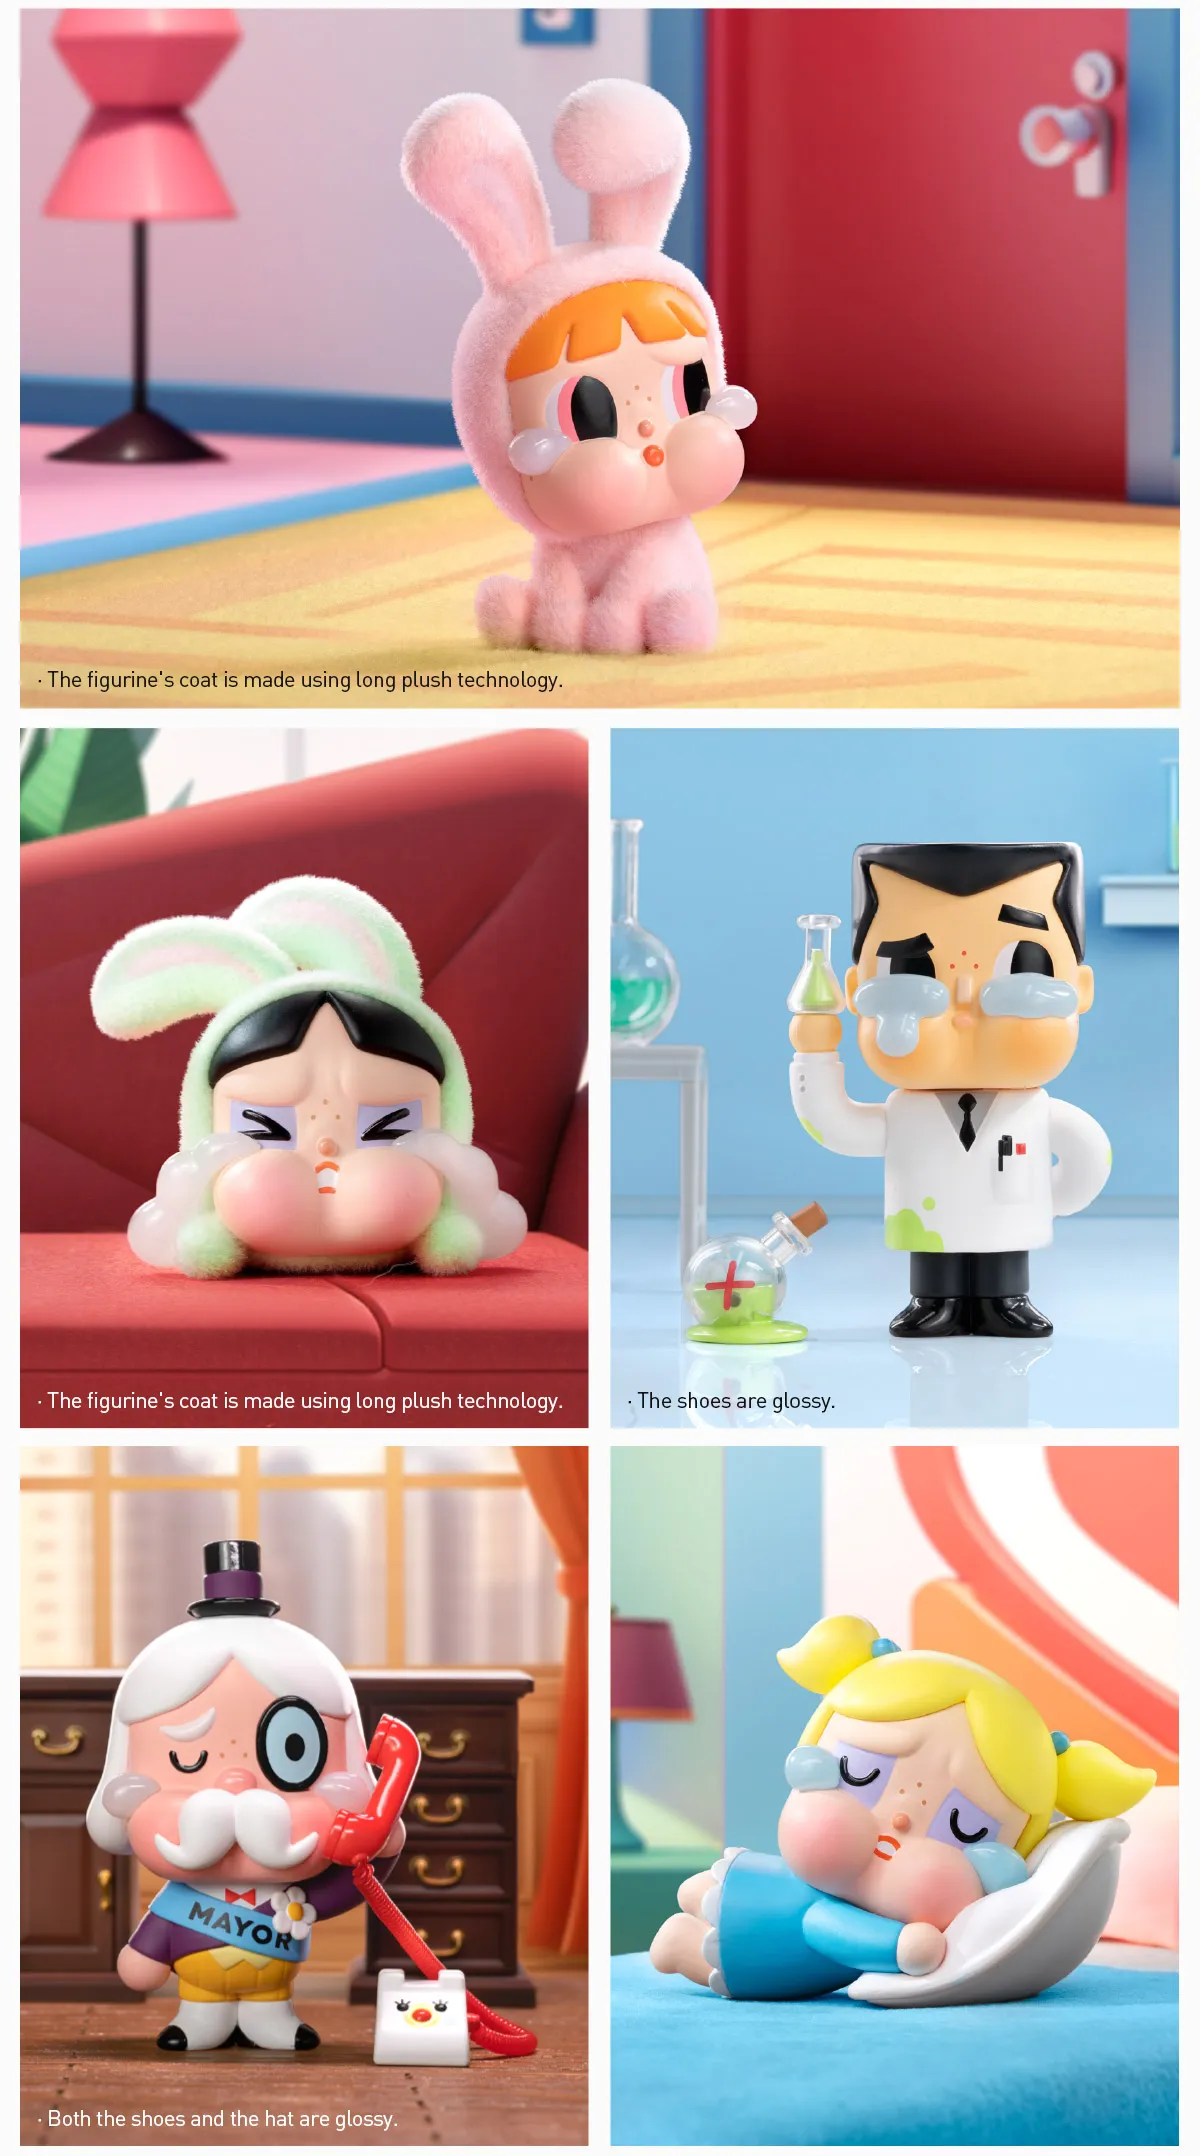 · The figurine's coat is made using long plush technology.
· The figurine's coat is made using long plush technology.
· The shoes are glossy.
MAYOR
· Both the shoes and the hat are glossy.